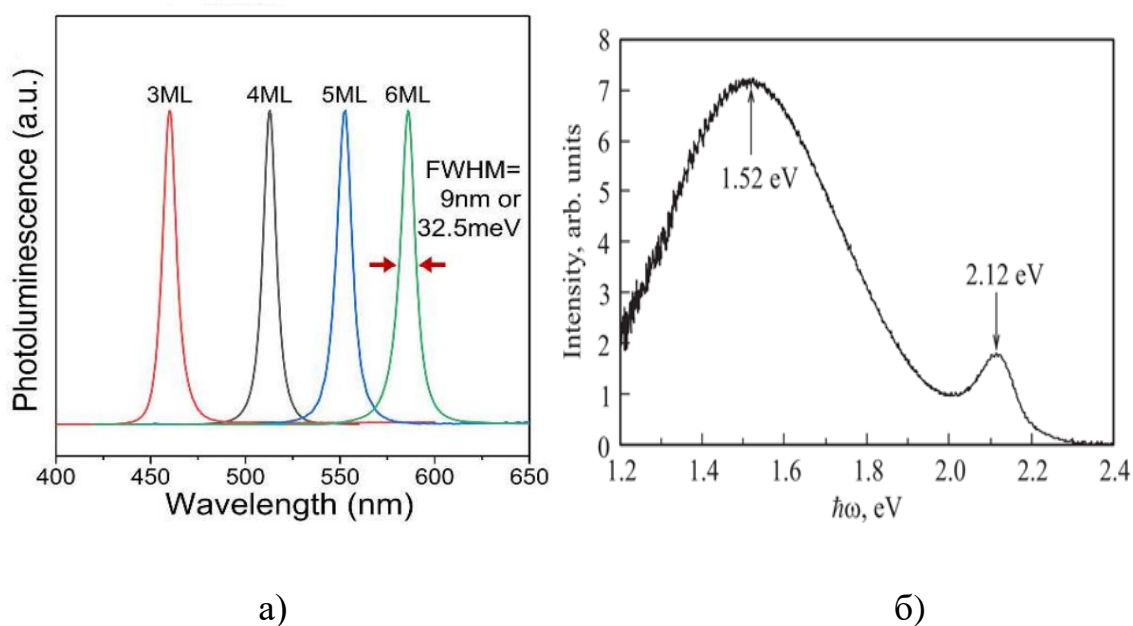 Photoluminescence (a.u.)
3ML 4ML 5ML 6ML
FWHM=
9nm or
32.5meV
400 450 500 550 600 650
Wavelength (nm)
а)
Intensity, arb. units
8
7
6
5
4
3
2
1
0
1.52 eV
2.12 eV
1.2 1.4 1.6 1.8 2.0 2.2 2.4
ℏω, eV
б)